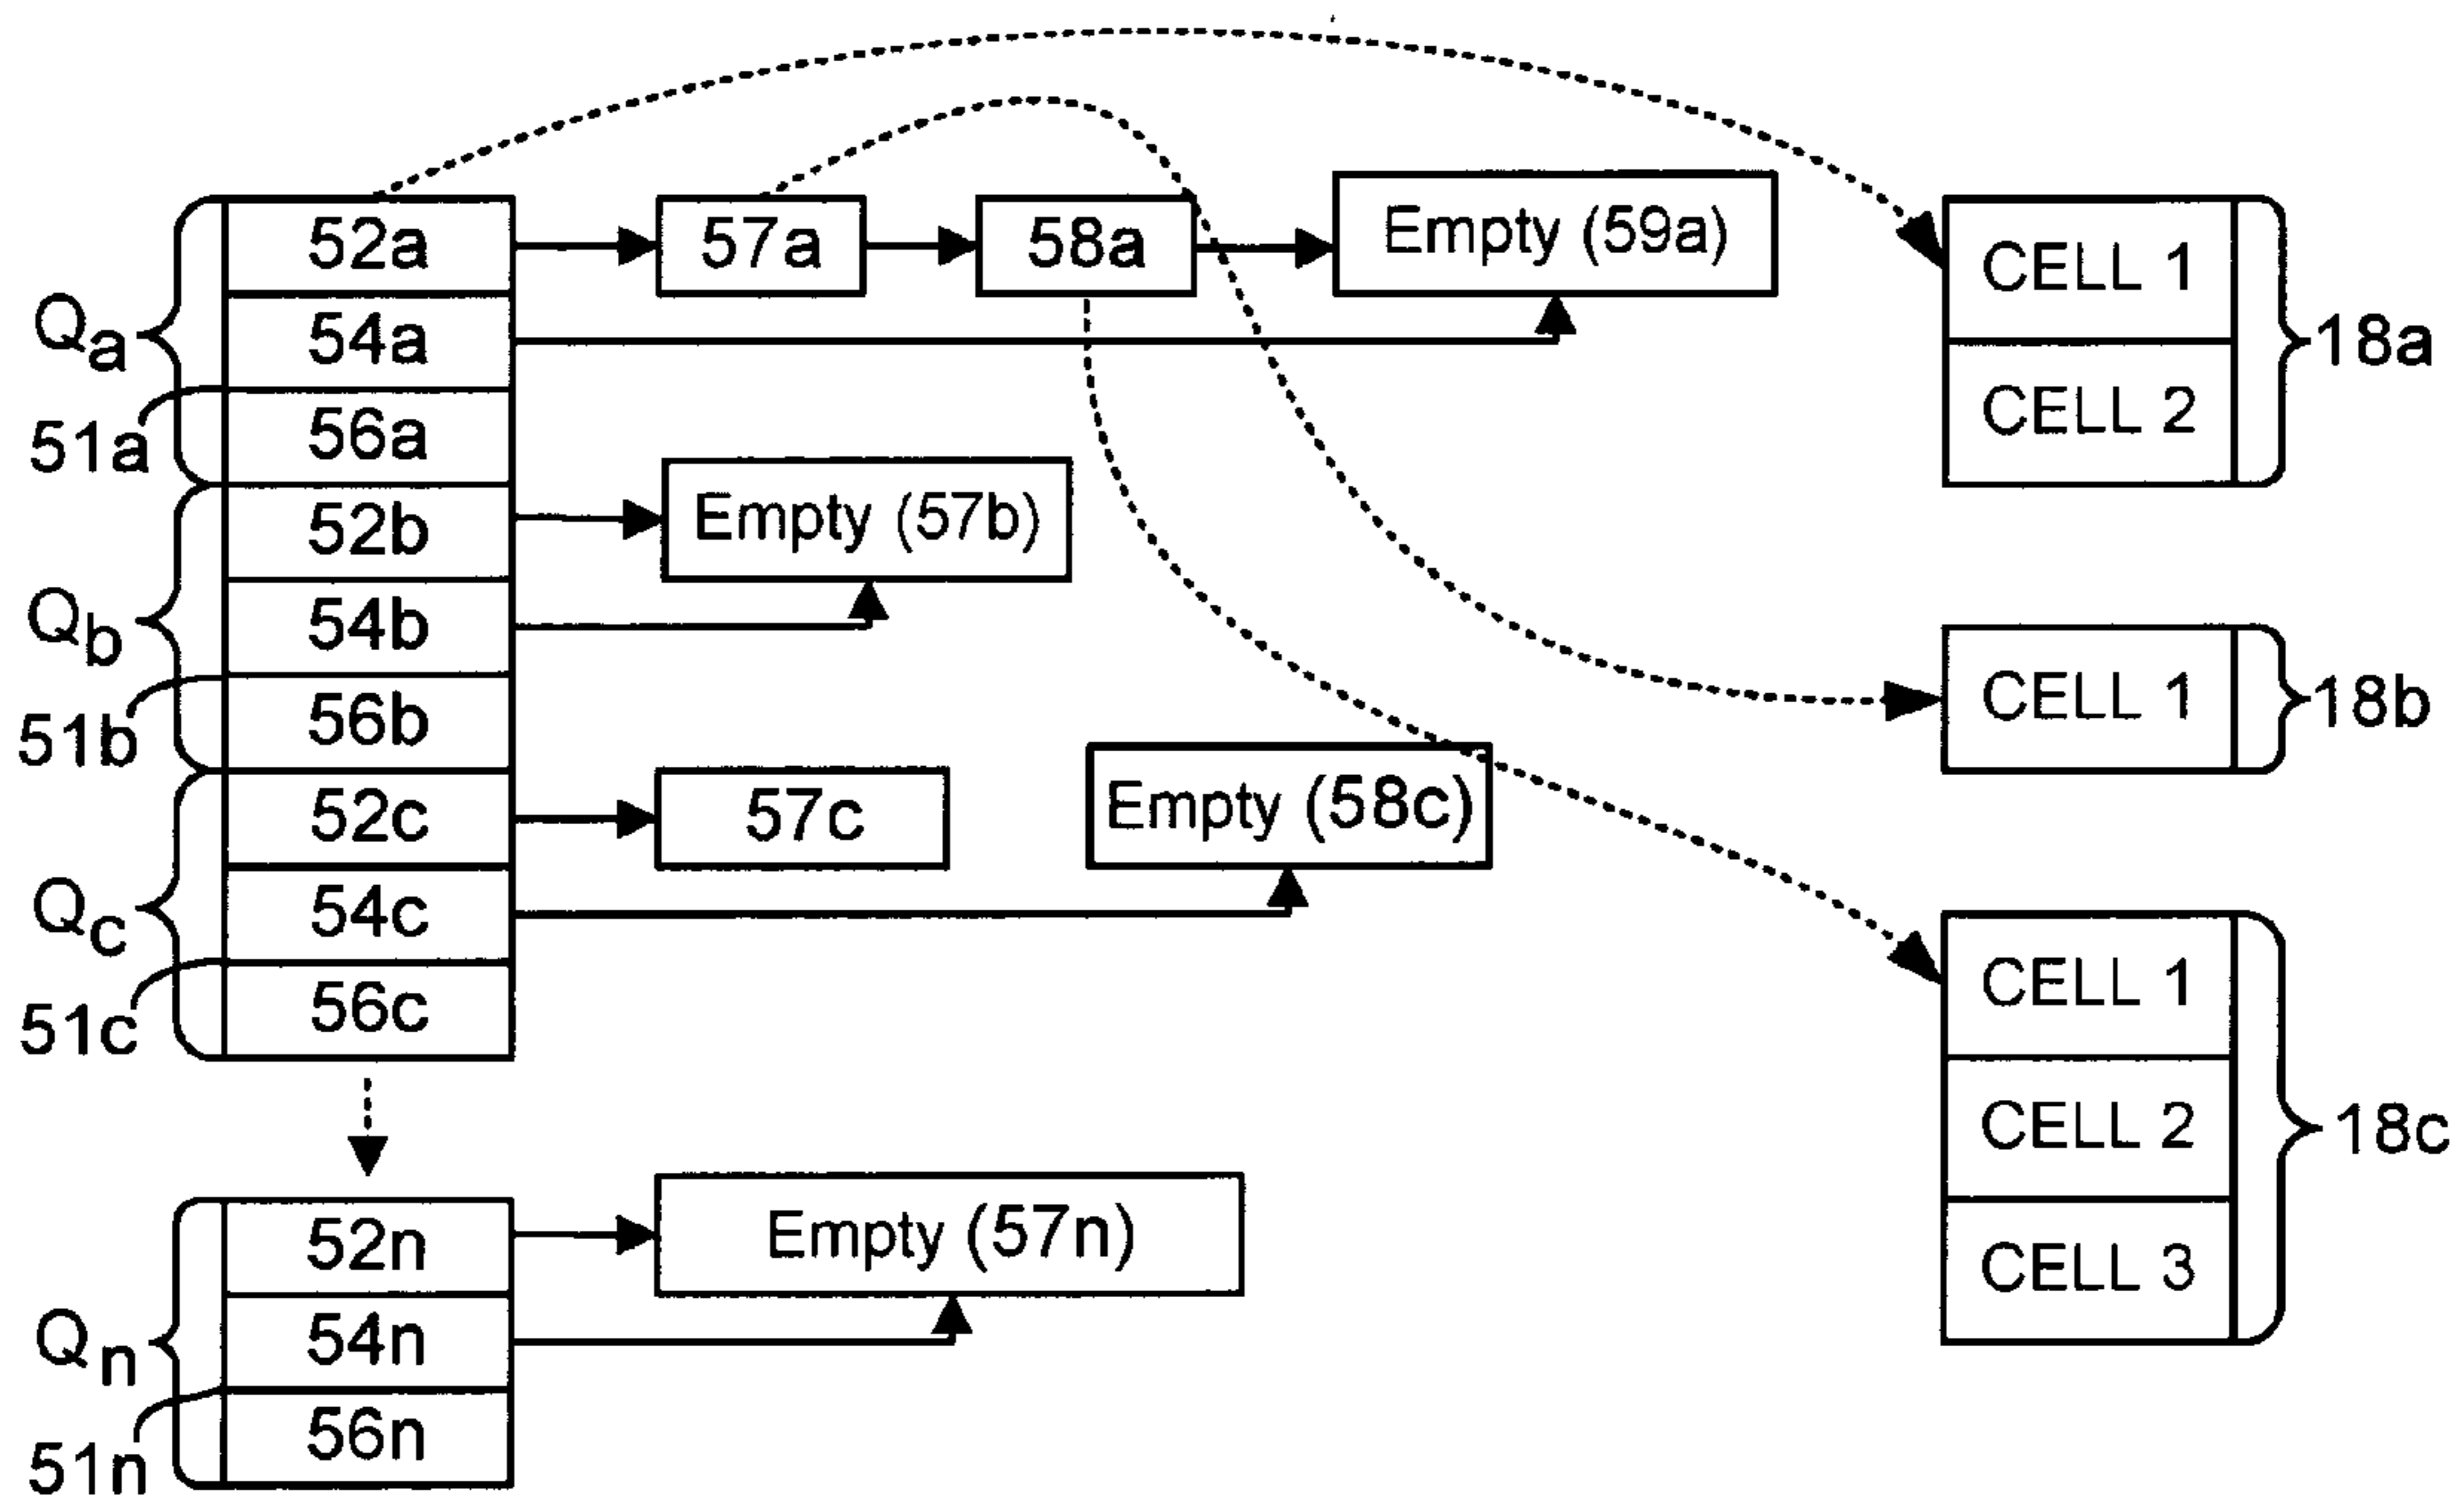 52a 57a 58a Empty (59a)
CELL 1
Qa 54a 18a
CELL 2
51a 56a
52b Empty (57b)
Qb 54b
51b 56b CELL 1 18b
52c 57c Empty (58c)
Qc 54c
CELL 1
51c 56c
CELL 2 18c
52n Empty (57n)
CELL 3
Qn 54n
51n 56n